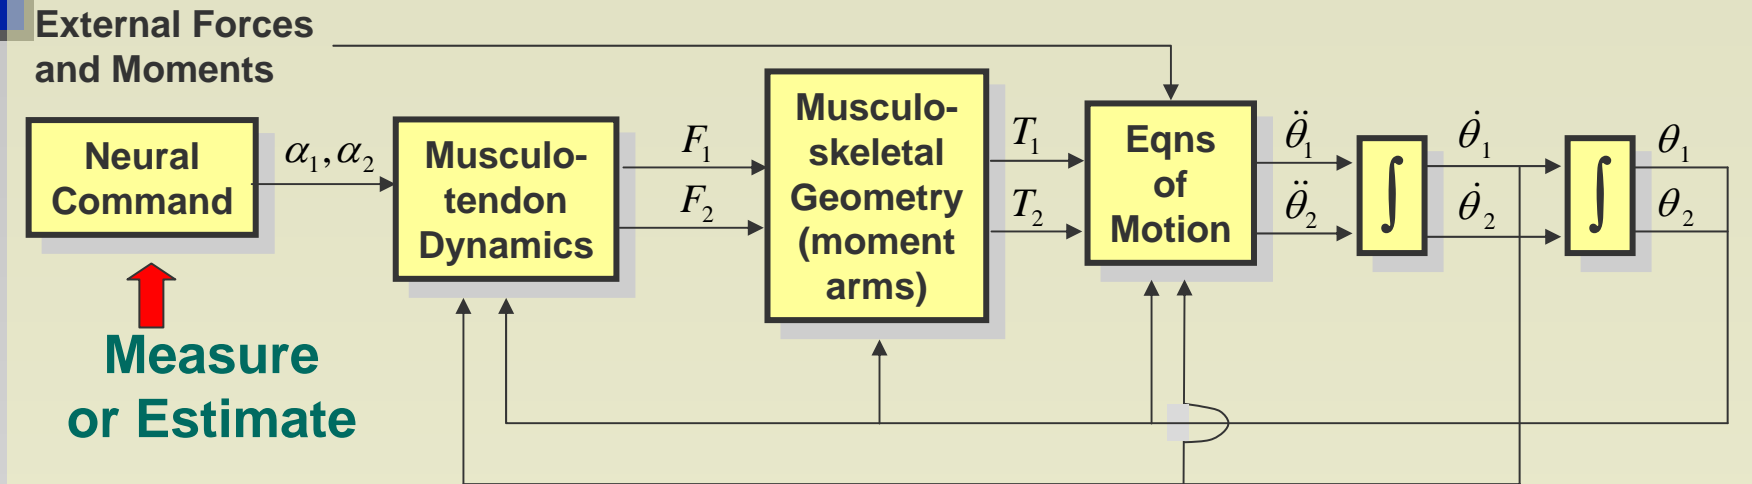 External Forces
and Moments
Neural
Command
α₁, α₂
Musculo-
tendon
Dynamics
F₁
F₂
Musculo-
skeletal
Geometry
(moment
arms)
T₁
T₂
Eqns
of
Motion
θ̈₁
θ̈₂
∫
θ̇₁
θ̇₂
∫
θ₁
θ₂
Measure
or Estimate